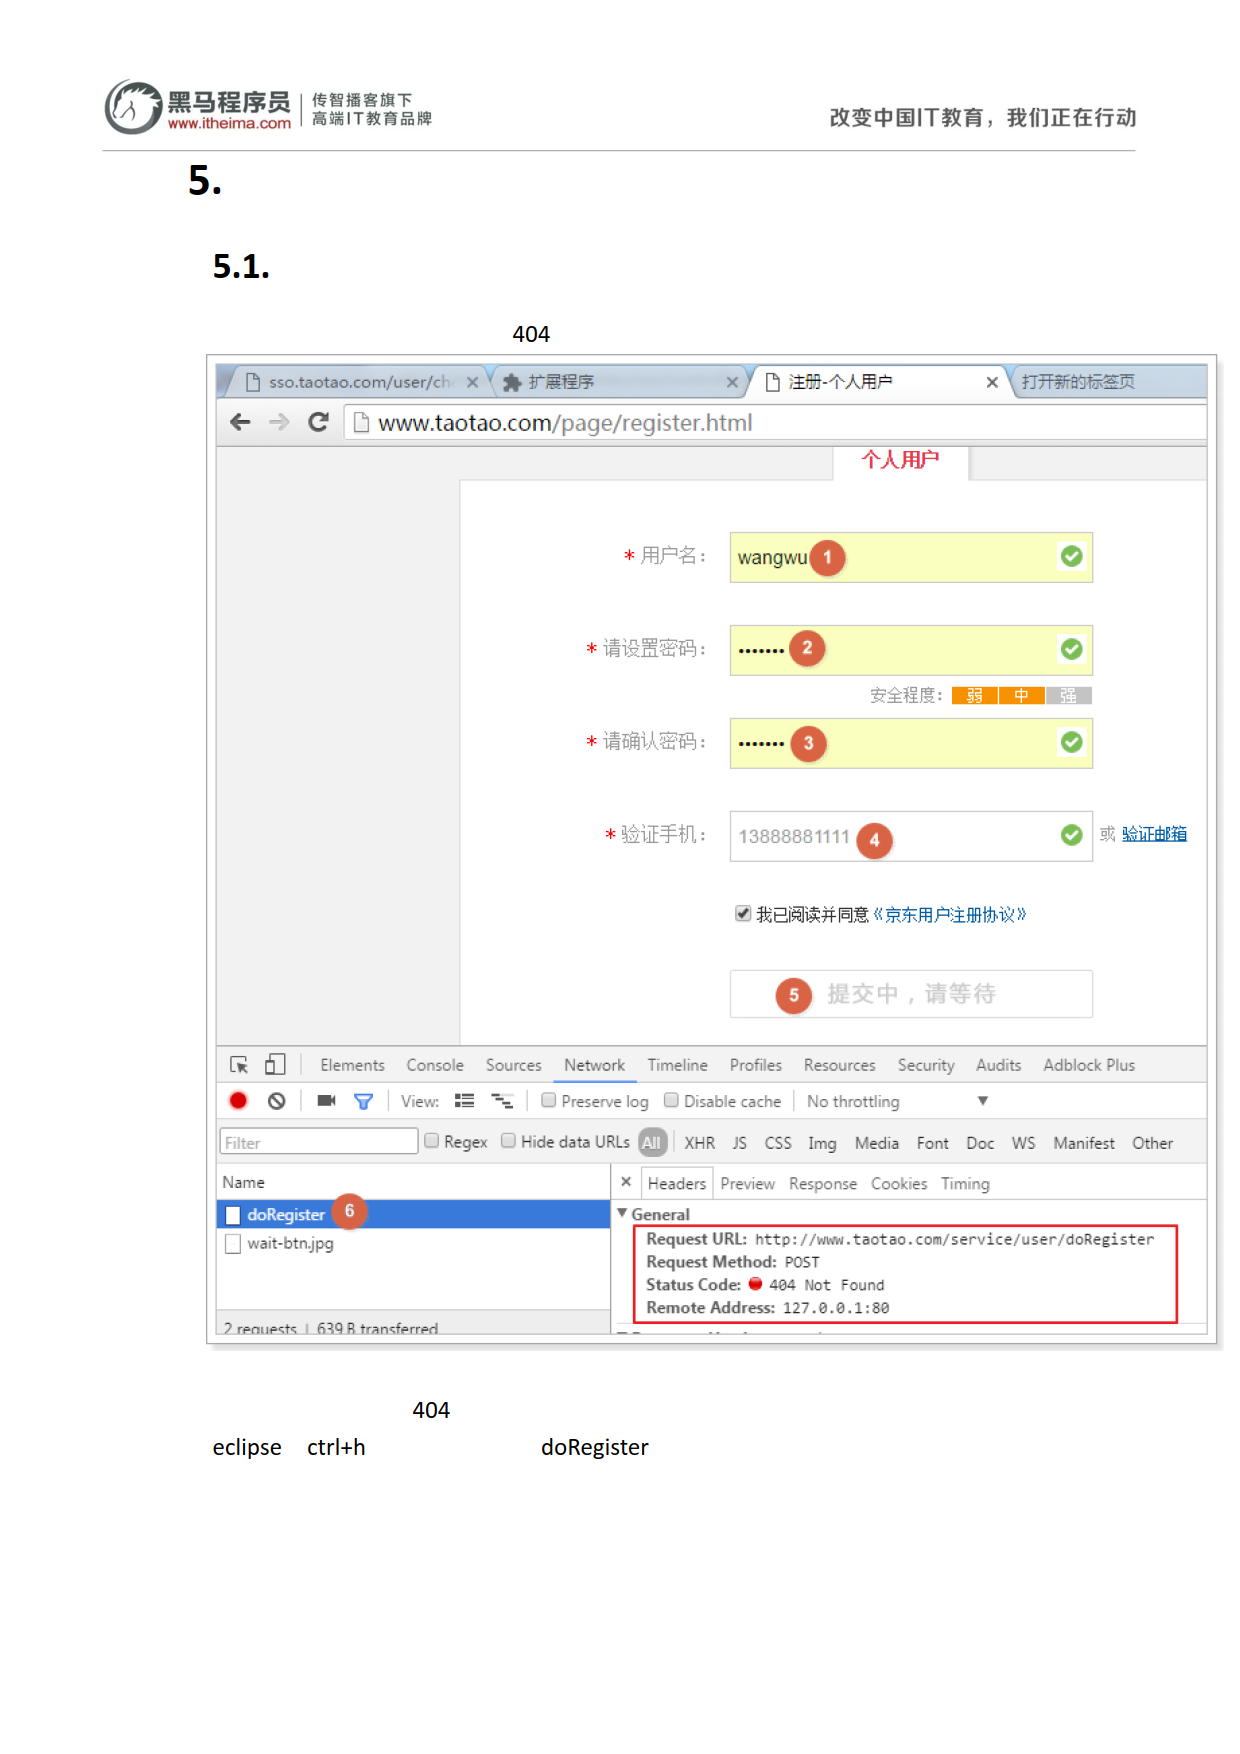 黑马程序员
www.itheima.com
传智播客旗下
高端IT教育品牌
改变中国IT教育，我们正在行动
5.
5.1.
404
sso.taotao.com/user/ch
扩展程序
注册-个人用户
打开新的标签页
www.taotao.com/page/register.html
个人用户
* 用户名： wangwu 1
* 请设置密码： ••••••• 2
安全程度： 弱 中 强
* 请确认密码： ••••••• 3
* 验证手机： 13888881111 4 或 验证邮箱
我已阅读并同意《京东用户注册协议》
5 提交中，请等待
Elements Console Sources Network Timeline Profiles Resources Security Audits Adblock Plus
View: Preserve log Disable cache No throttling
Filter Regex Hide data URLs All XHR JS CSS Img Media Font Doc WS Manifest Other
Name
doRegister 6
wait-btn.jpg
2 requests | 639 B transferred
× Headers Preview Response Cookies Timing
General
Request URL: http://www.taotao.com/service/user/doRegister
Request Method: POST
Status Code: 404 Not Found
Remote Address: 127.0.0.1:80
404
eclipse ctrl+h doRegister